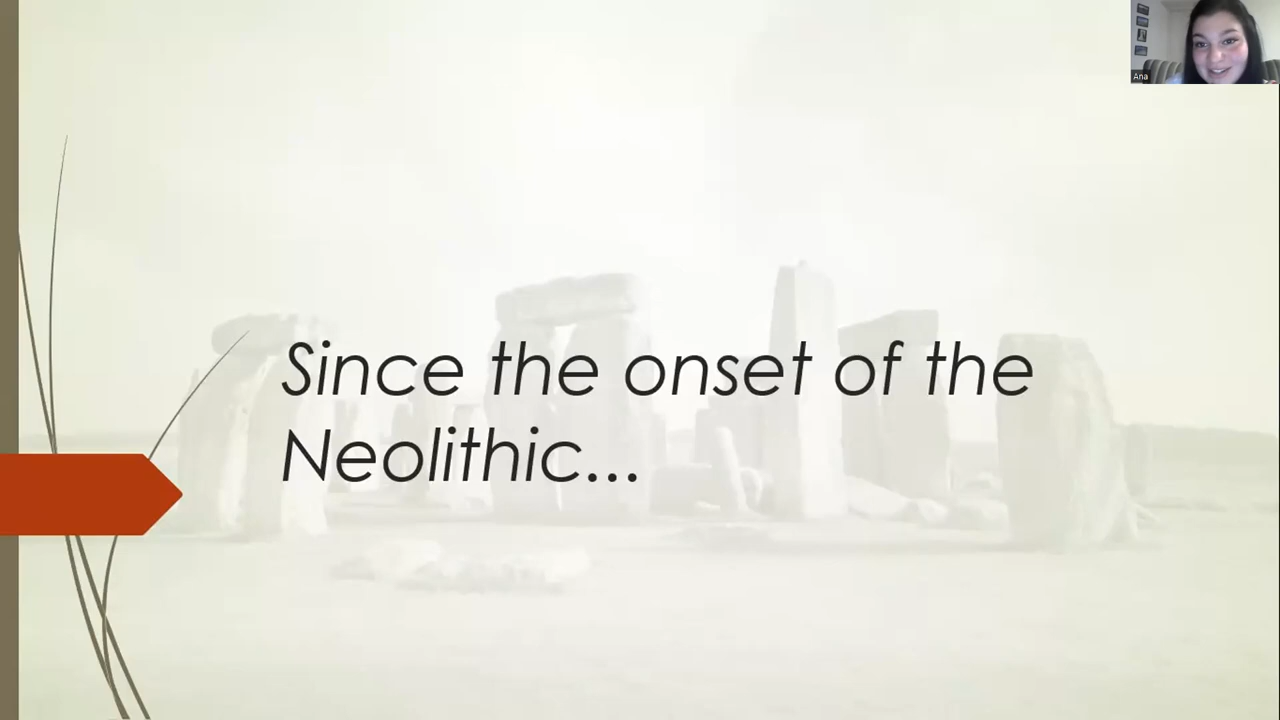 Ana
Since the onset of the
Neolithic...